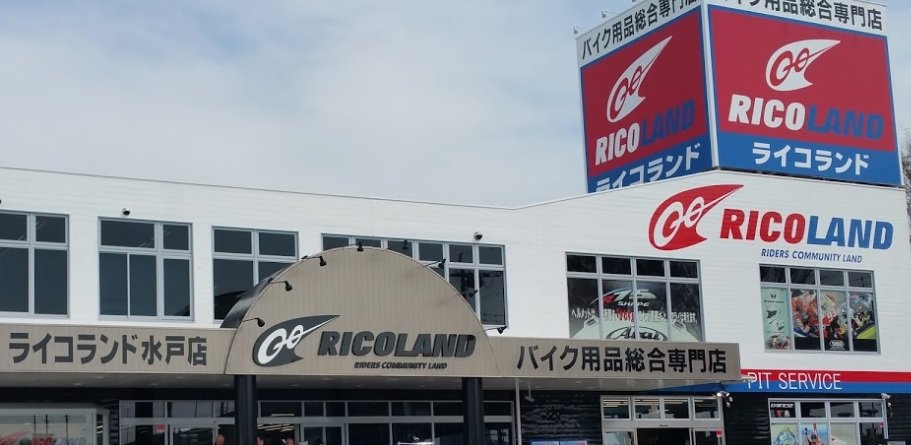 バイク用品総合専門店
バイク用品総合専門店
RICOLAND
ライコランド
RICOLAND
ライコランド
RICOLAND
RIDERS COMMUNITY LAND
SHAPE
Arai
ライコランド水戸店
RICOLAND
RIDERS COMMUNITY LAND
バイク用品総合専門店
PIT SERVICE